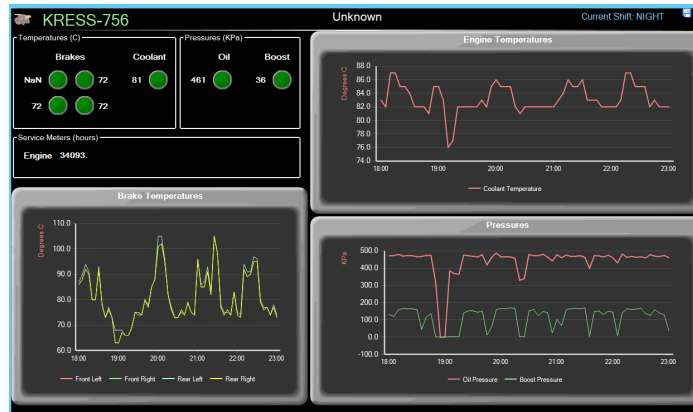 KRESS-756
Unknown
Current Shift: NIGHT
Temperatures (C)
Brakes
Coolant
NaN
72
81
72
72
Pressures (KPa)
Oil
Boost
461
36
Service Meters (hours)
Engine 34093.
Engine Temperatures
Degrees C
88.0
86.0
84.0
82.0
80.0
78.0
76.0
74.0
18:00 19:00 20:00 21:00 22:00 23:00
Coolant Temperature
Brake Temperatures
Degrees C
110.0
100.0
90.0
80.0
70.0
60.0
18:00 19:00 20:00 21:00 22:00 23:00
Front Left Front Right Rear Left Rear Right
Pressures
KPa
500.0
400.0
300.0
200.0
100.0
0.0
-100.0
18:00 19:00 20:00 21:00 22:00 23:00
Oil Pressure Boost Pressure